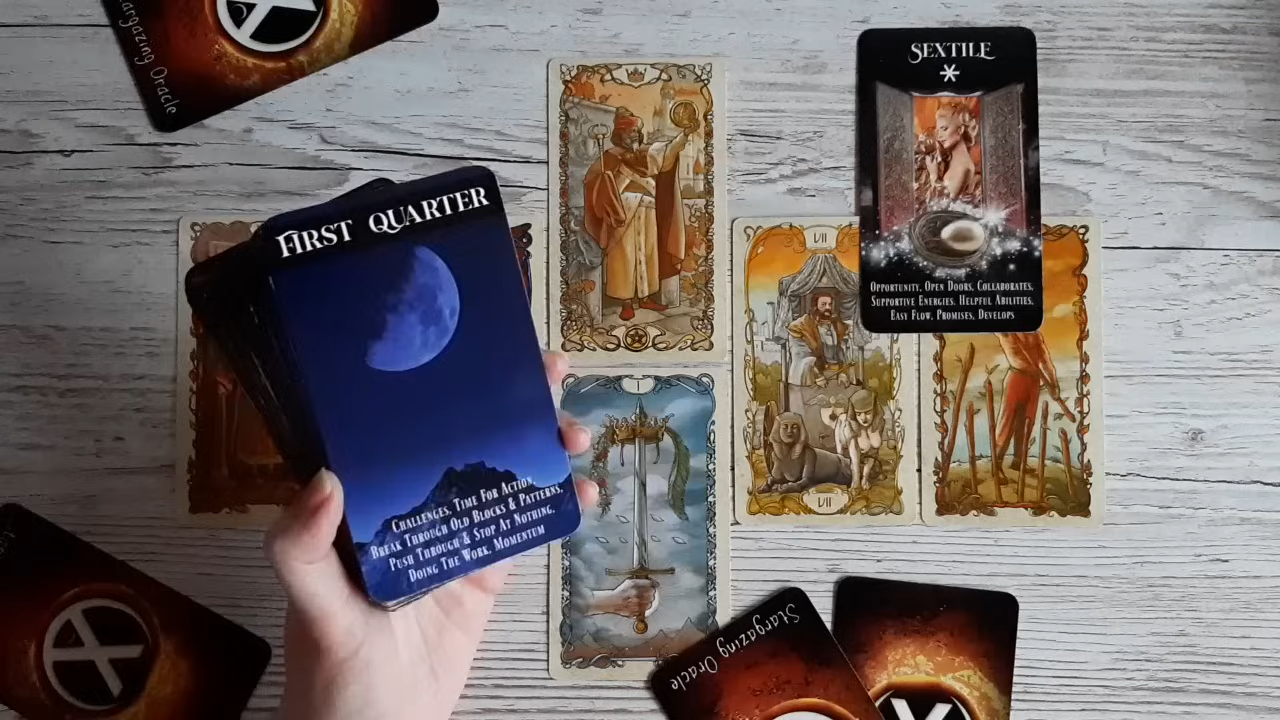 Stargazing Oracle
SEXTILE
OPPORTUNITY, OPEN DOORS, COLLABORATES,
SUPPORTIVE ENERGIES, HELPFUL ABILITIES,
EASY FLOW, PROMISES, DEVELOPS
FIRST QUARTER
CHALLENGES, TIME FOR ACTION,
BREAK THROUGH OLD BLOCKS & PATTERNS,
PUSH THROUGH & STOP AT NOTHING,
DOING THE WORK, MOMENTUM
VII
VII
I
Stargazing Oracle